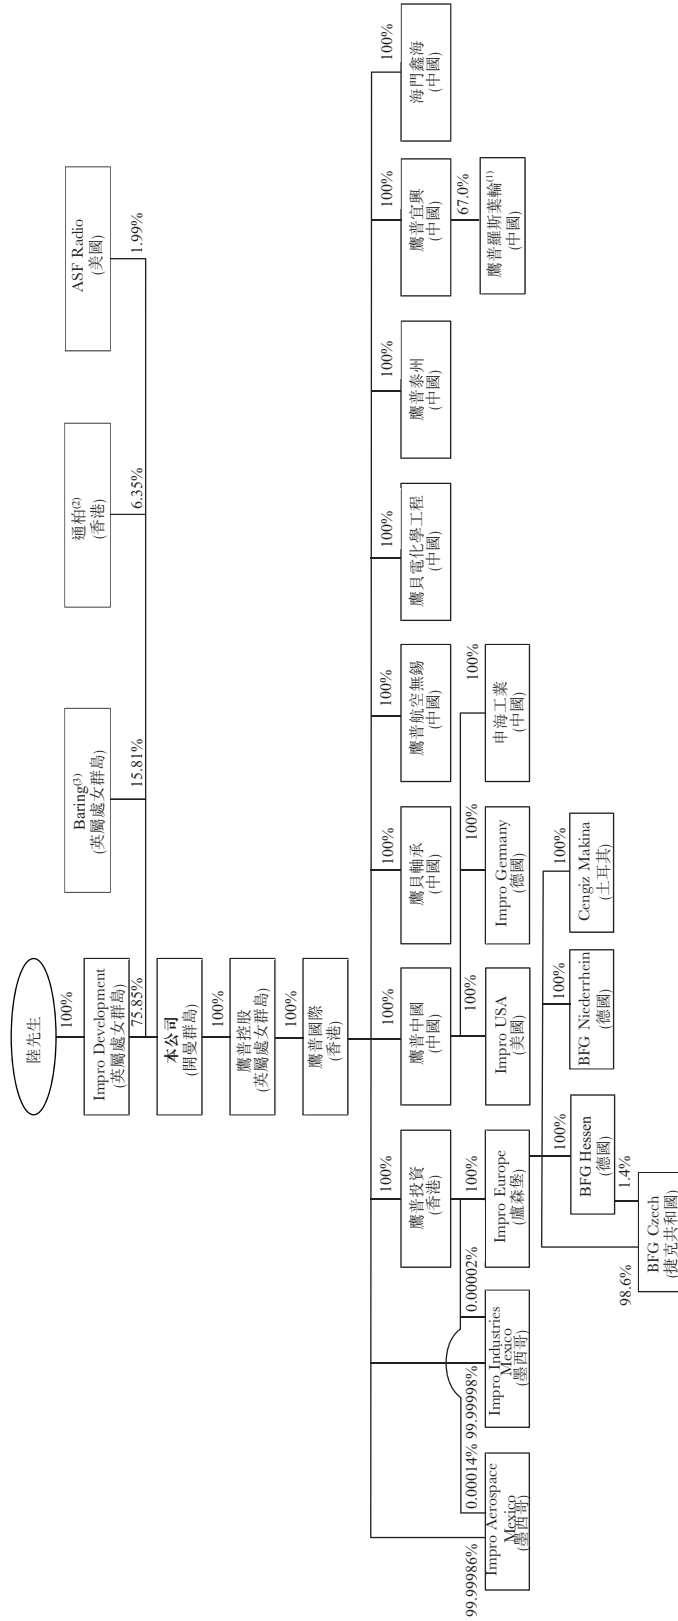 陸先生
100%
Impro Development
(英屬處女群島)
Baring(3)
(英屬處女群島)
通柏(2)
(香港)
ASF Radio
(美國)
75.85%
15.81%
6.35%
1.99%
本公司
(開曼群島)
100%
鷹普控股
(英屬處女群島)
100%
鷹普國際
(香港)
100%
100%
100%
100%
100%
100%
100%
100%
鷹普投資
(香港)
鷹普中國
(中國)
鷹貝軸承
(中國)
鷹普航空無錫
(中國)
鷹貝電化學工程
(中國)
鷹普泰州
(中國)
鷹普宜興
(中國)
海門鑫海
(中國)
99.99986%
0.00014%
99.99998%
0.00002%
100%
100%
100%
100%
67.0%
Impro Aerospace
Mexico
(墨西哥)
Impro Industries
Mexico
(墨西哥)
Impro Europe
(盧森堡)
Impro USA
(美國)
Impro Germany
(德國)
申海工業
(中國)
鷹普羅斯葉輪(1)
(中國)
100%
100%
100%
BFG Hessen
(德國)
BFG Niederrhein
(德國)
Cengiz Makina
(土耳其)
98.6%
1.4%
BFG Czech
(捷克共和國)